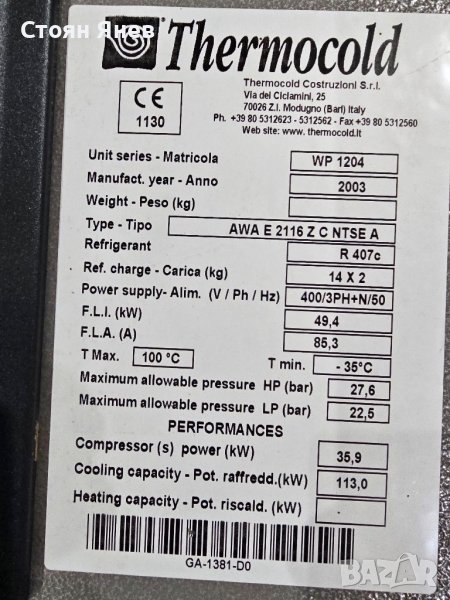 Стоян Янев
Thermocold
Thermocold Costruzioni S.r.l.
Via dei Ciclamini, 25
70026 Z.I. Modugno (Bari) Italy
Ph. +39 80 5312623 - 5312562 - Fax +39 80 5312560
Web site: www. thermocold.it
CE
1130
Unit series - Matricola WP 1204
Manufact. year - Anno 2003
Weight - Peso (kg)
Type - Tipo AWA E 2116 Z C NTSE A
Refrigerant R 407c
Ref. charge - Carica (kg) 14 X 2
Power supply- Alim. (V / Ph / Hz) 400/3PH+N/50
F.L.I. (kW) 49,4
F.L.A. (A) 85,3
T Max. 100 °C T min. - 35°C
Maximum allowable pressure HP (bar) 27,6
Maximum allowable pressure LP (bar) 22,5
PERFORMANCES
Compressor (s) power (kW) 35,9
Cooling capacity - Pot. raffredd.(kW) 113,0
Heating capacity - Pot. riscald. (kW)
GA-1381-D0
BAZAR